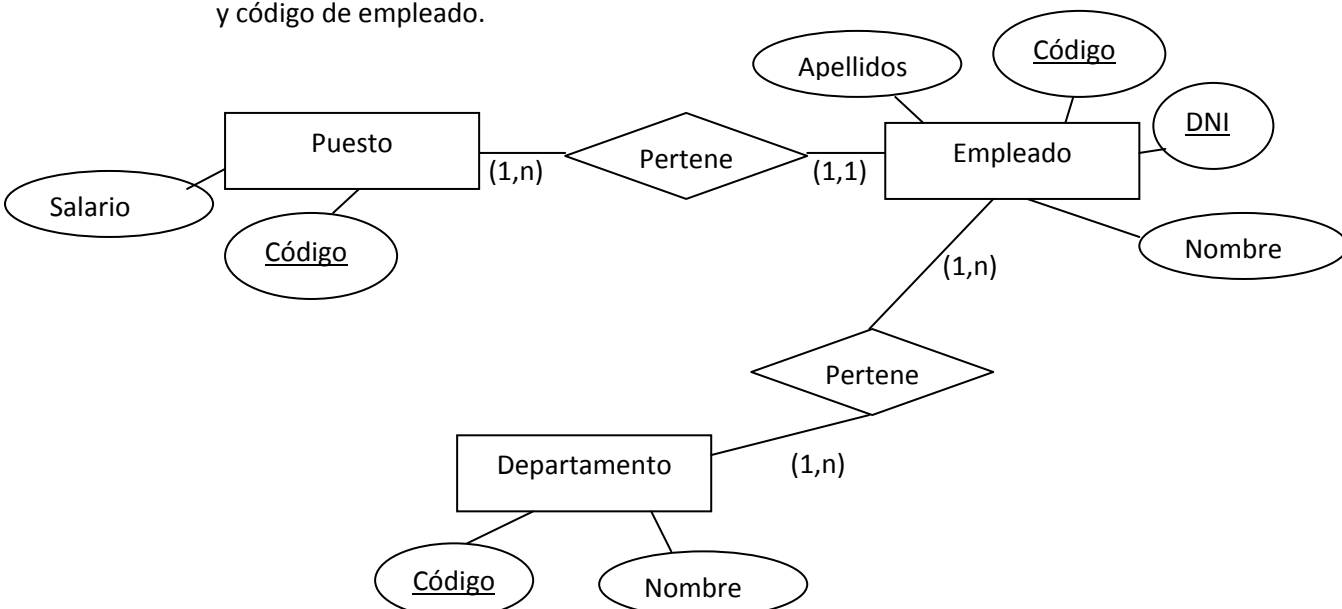 y código de empleado.
Apellidos
Código
DNI
Puesto
Pertene
Empleado
(1,n)
(1,1)
Salario
Código
Nombre
(1,n)
Pertene
Departamento
(1,n)
Código
Nombre